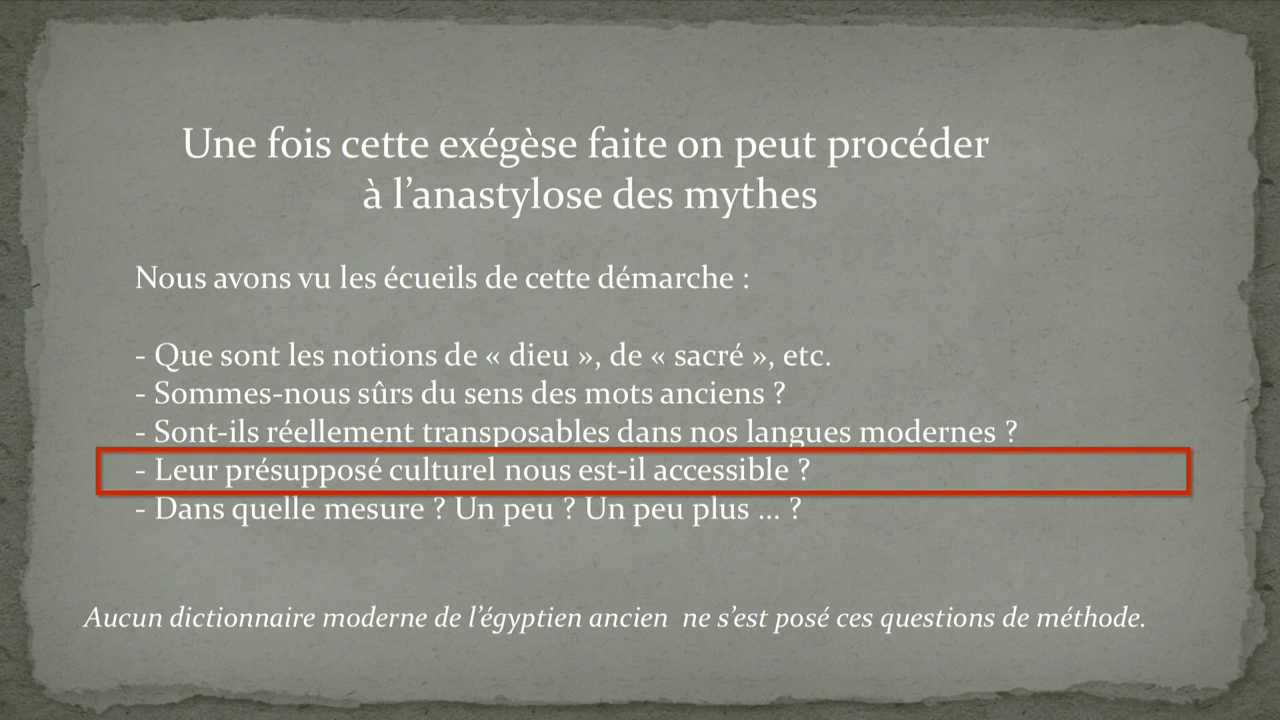 Une fois cette exégèse faite on peut procéder
à l’anastylose des mythes
Nous avons vu les écueils de cette démarche :
- Que sont les notions de « dieu », de « sacré », etc.
- Sommes-nous sûrs du sens des mots anciens ?
- Sont-ils réellement transposables dans nos langues modernes ?
- Leur présupposé culturel nous est-il accessible ?
- Dans quelle mesure ? Un peu ? Un peu plus ... ?
Aucun dictionnaire moderne de l’égyptien ancien ne s’est posé ces questions de méthode.